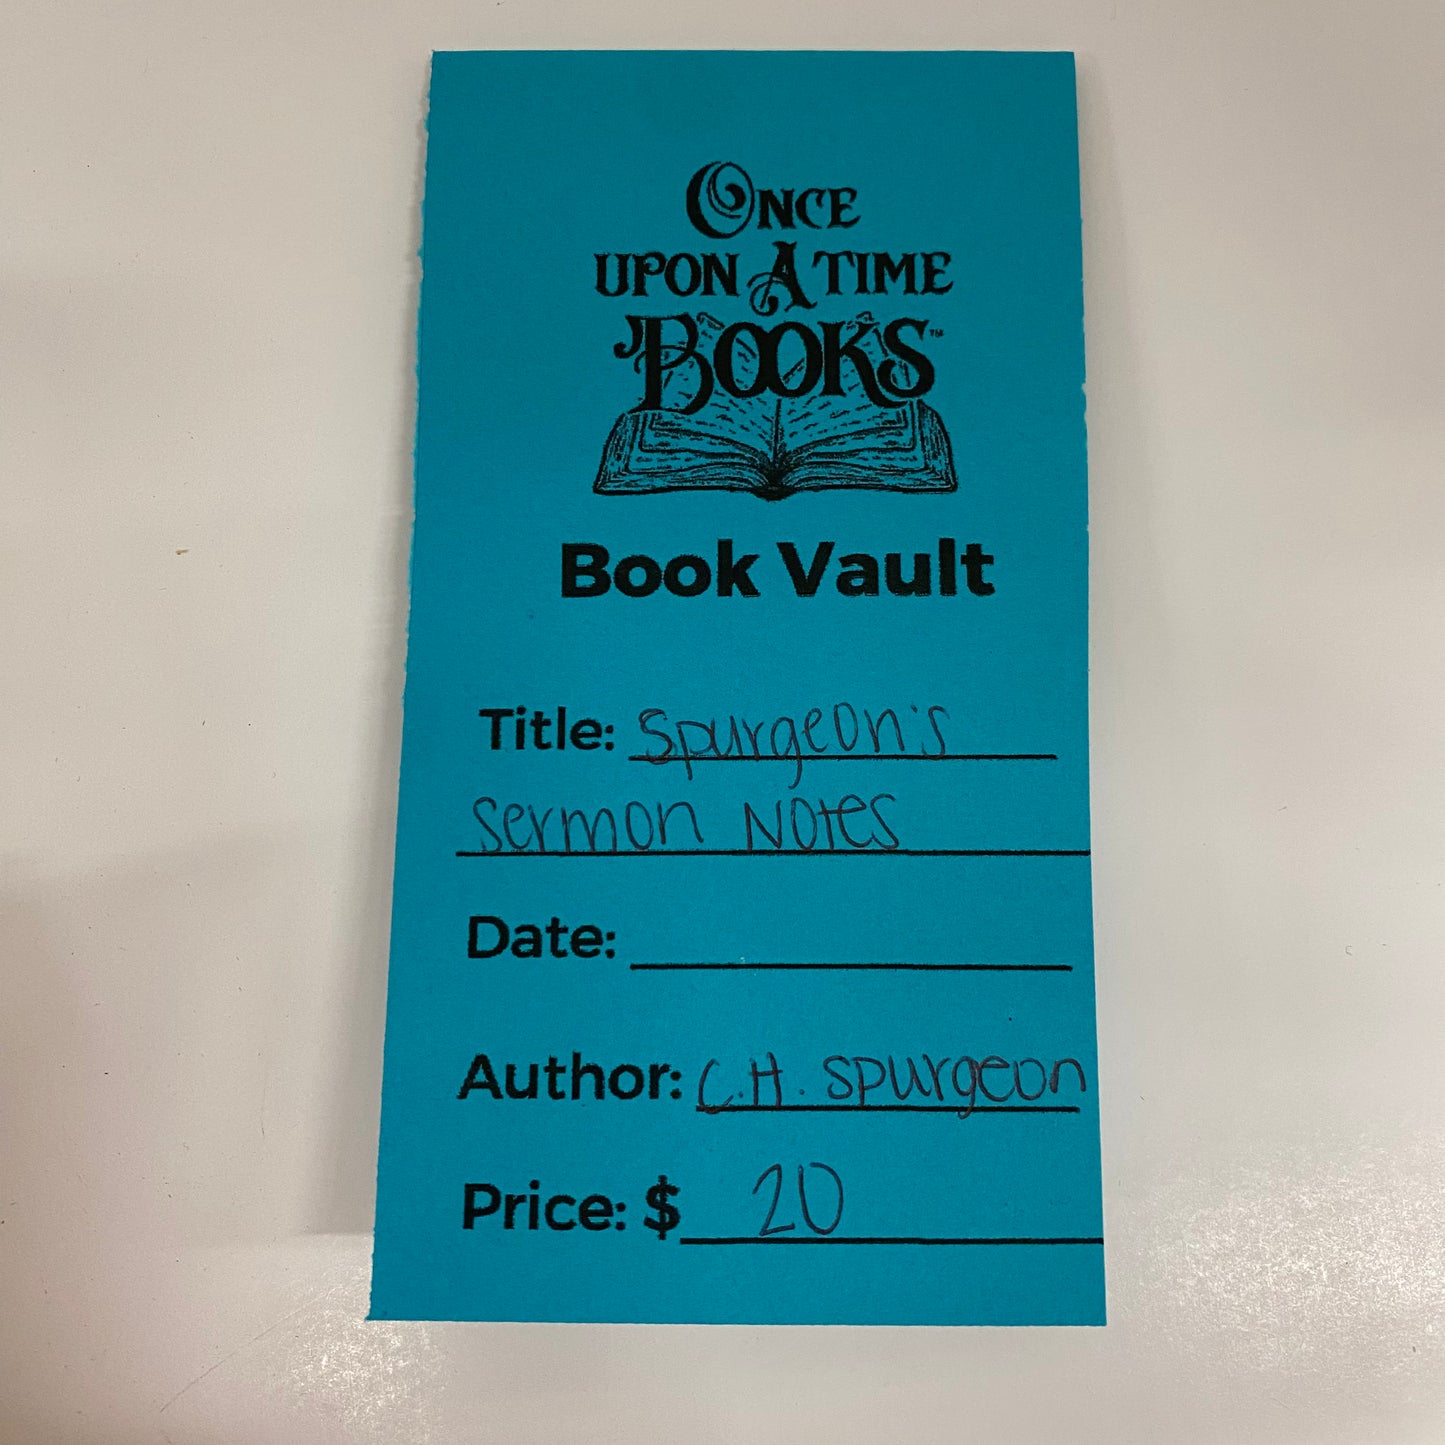 ONCE
UPON A TIME
BOOKS™
Book Vault
Title: Spurgeon's
Sermon Notes
Date:
Author: C.H. Spurgeon
Price: $ 20